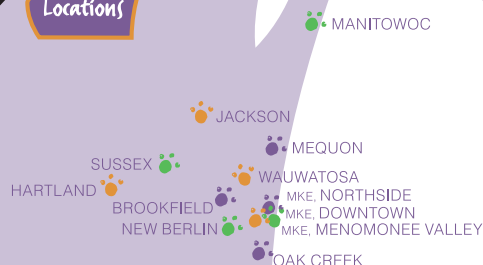 Locations
MANITOWOC
JACKSON
MEQUON
SUSSEX
WAUWATOSA
HARTLAND
MKE, NORTHSIDE
BROOKFIELD
MKE, DOWNTOWN
NEW BERLIN
MKE, MENOMONEE VALLEY
OAK CREEK